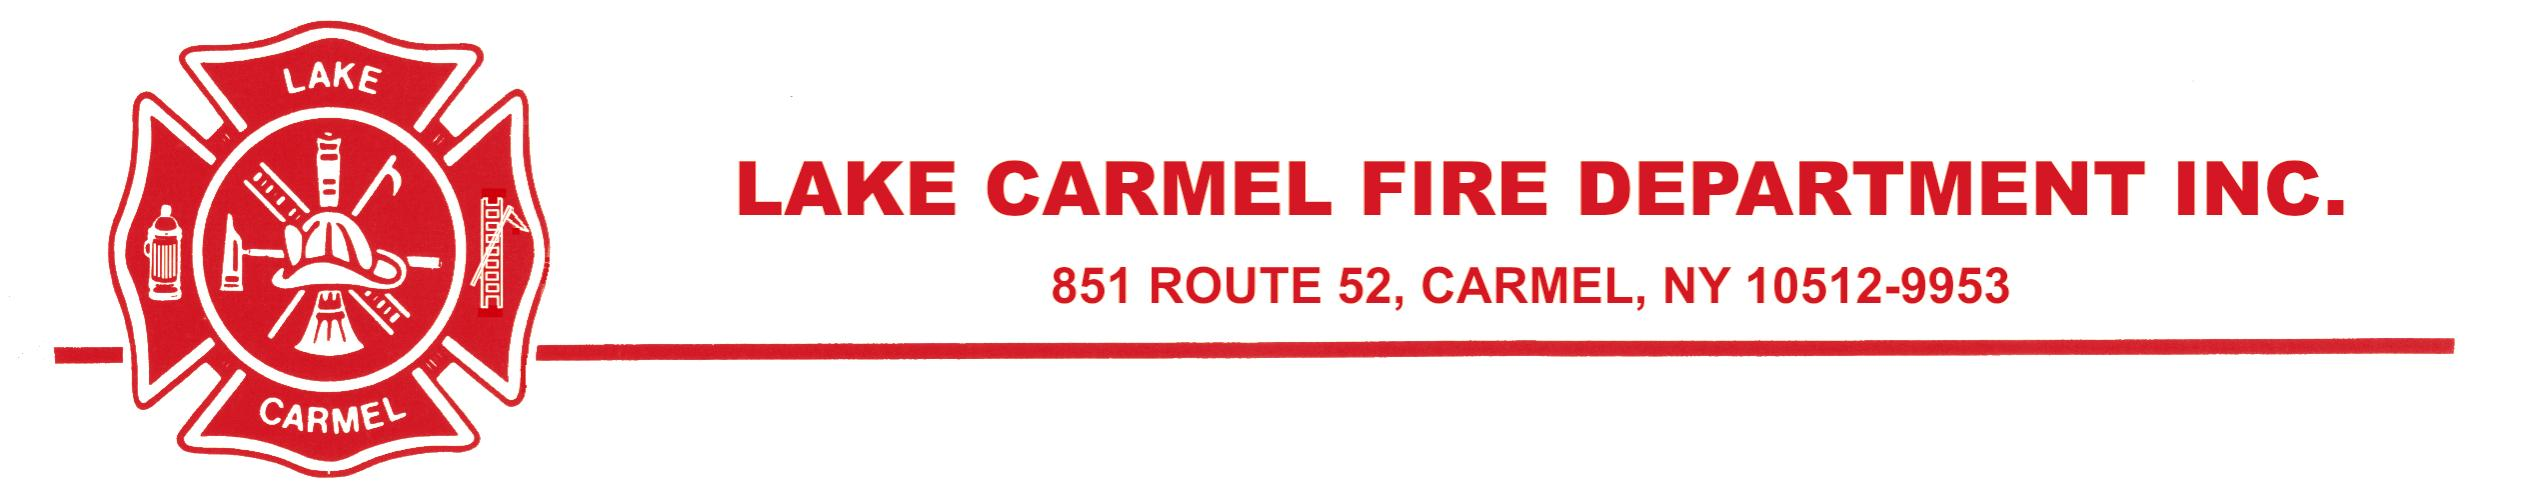 LAKE
CARMEL
LAKE CARMEL FIRE DEPARTMENT INC.
851 ROUTE 52, CARMEL, NY 10512-9953